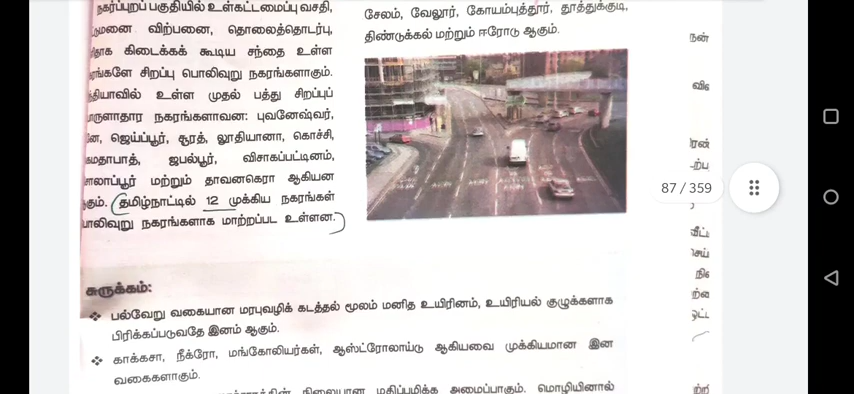 நகர்ப்புறப் பகுதியில் உள்கட்டமைப்பு வசதி,
விற்பனை, தொலைத்தொடர்பு,
கிடைக்கக் கூடிய சந்தை உள்ள
சிறப்பு பொலிவுறு நகரங்களாகும்.
உள்ள முதல் பத்து சிறப்புப்
நகரங்களாவன: புவனேஷ்வர்,
ஜெய்ப்பூர், சூரத், லூதியானா, கொச்சி,
ஜபல்பூர், விசாகப்பட்டினம்,
மற்றும் தாவனகெரா ஆகியன
தமிழ்நாட்டில் 12 முக்கிய நகரங்கள்
நகரங்களாக மாற்றப்பட உள்ளன.
சேலம், வேலூர், கோயம்புத்தூர், தூத்துக்குடி,
திண்டுக்கல் மற்றும் ஈரோடு ஆகும்.
87 / 359
சுருக்கம்:
❖ பல்வேறு வகையான மரபுவழிக் கடத்தல் மூலம் மனித உயிரினம், உயிரியல் குழுக்களாக
பிரிக்கப்படுவதே இனம் ஆகும்.
❖ காக்கசா, நீக்ரோ, மங்கோலியர்கள், ஆஸ்ட்ரோலாய்டு ஆகியவை முக்கியமான இன
வகைகளாகும்.
நிலையான மதிப்பமிக்க அமைப்பாகும். மொழியினால்